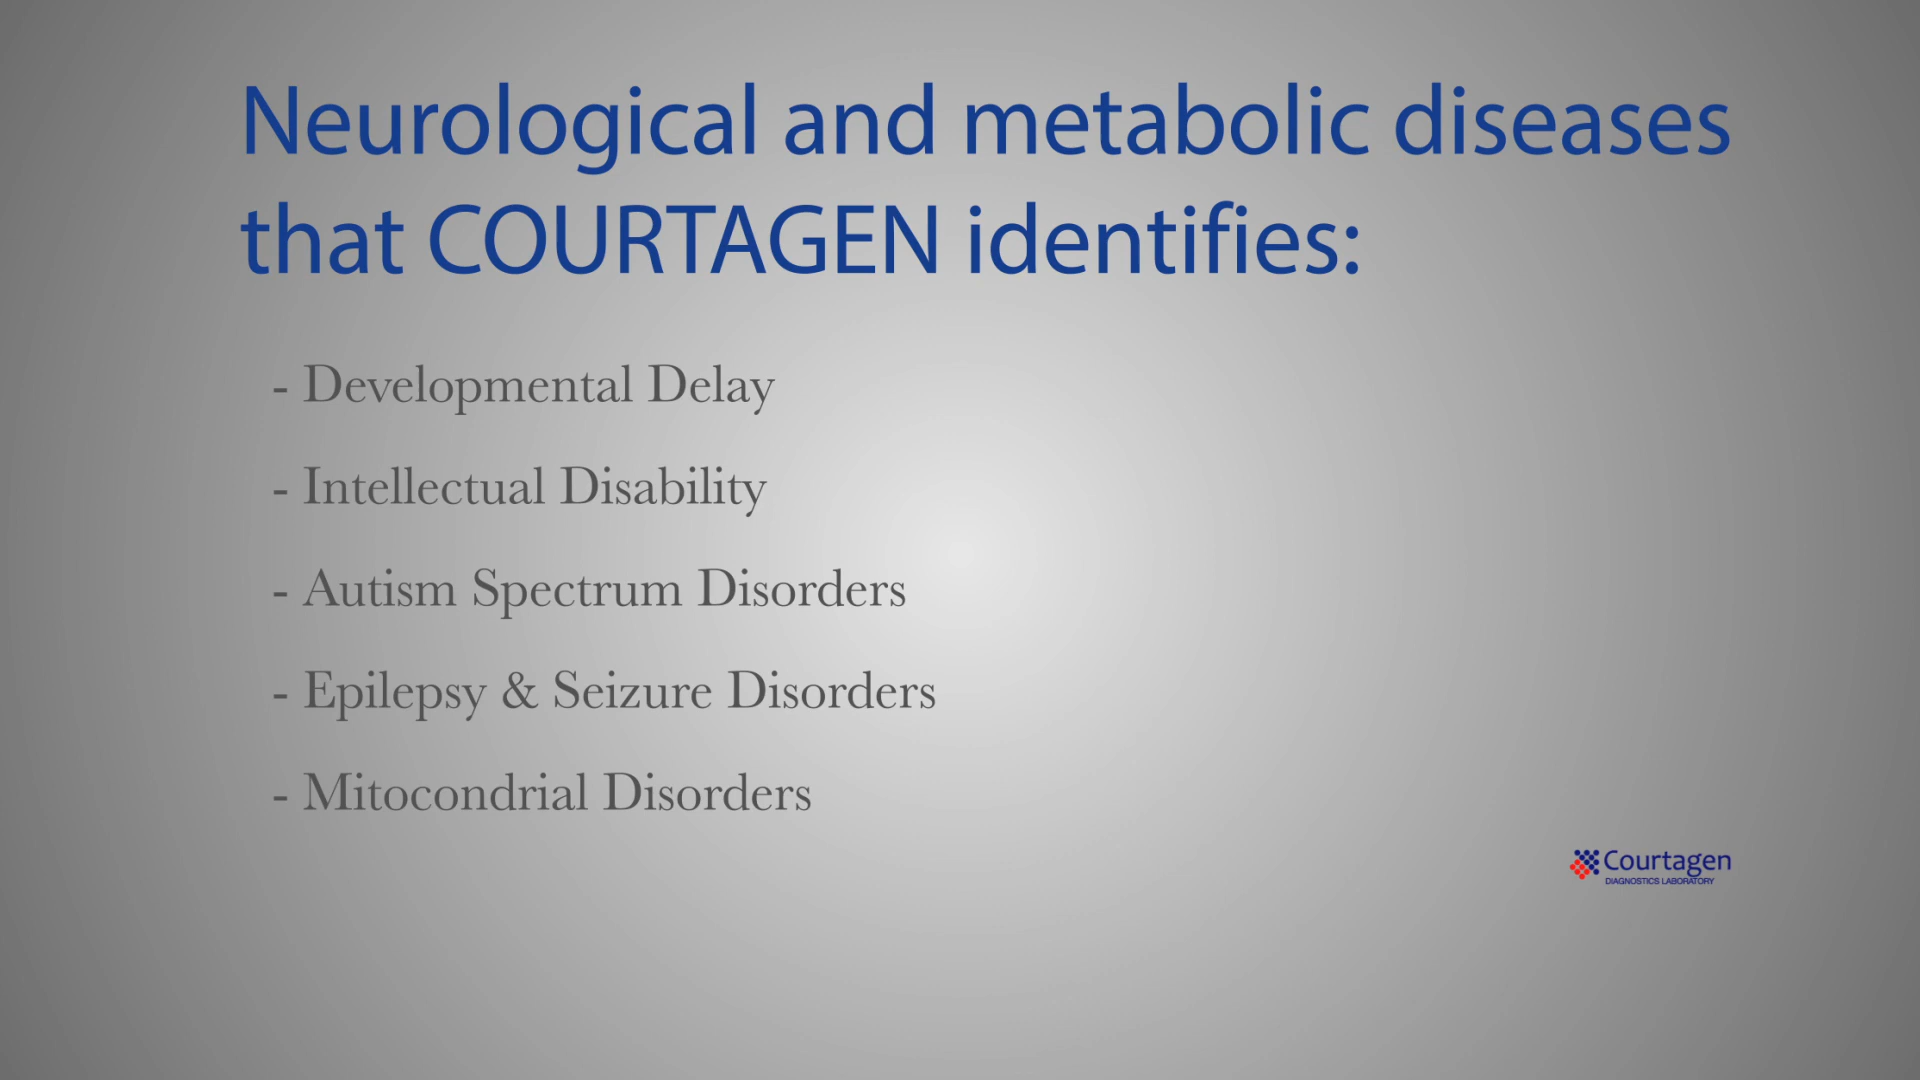 Neurological and metabolic diseases
that COURTAGEN identifies:
- Developmental Delay
- Intellectual Disability
- Autism Spectrum Disorders
- Epilepsy & Seizure Disorders
- Mitocondrial Disorders
Courtagen
DIAGNOSTICS LABORATORY